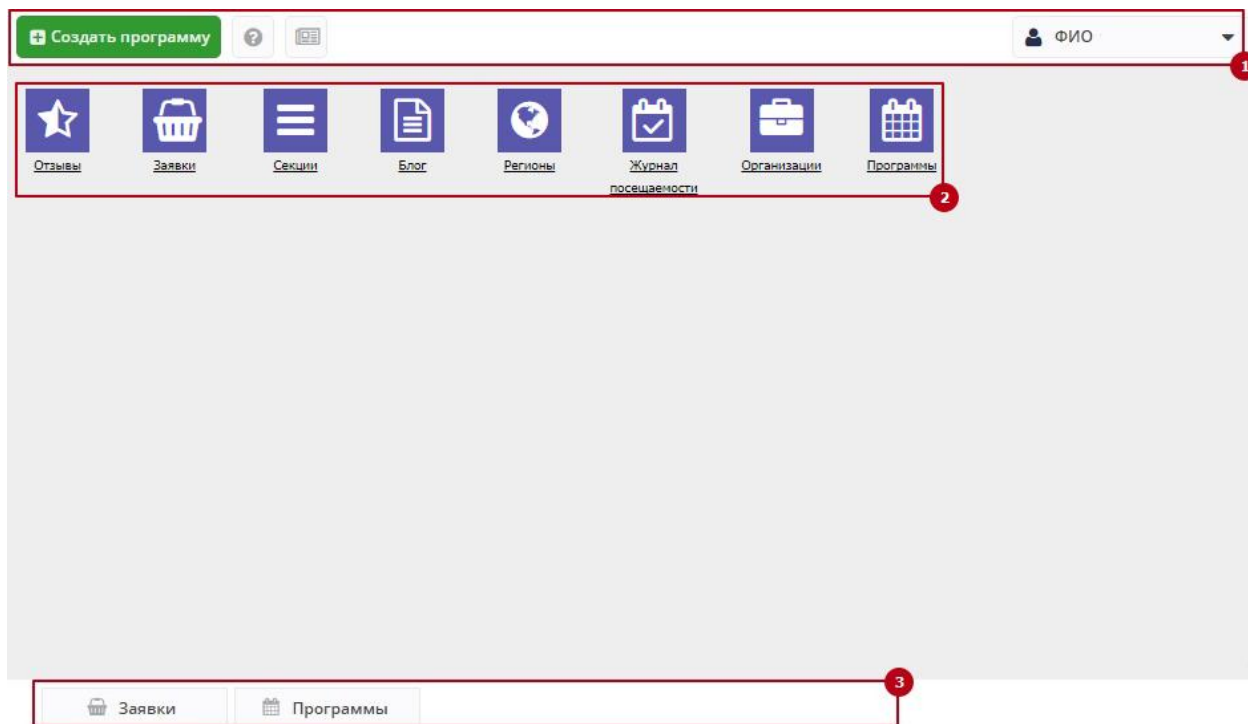 Создать программу
ФИО
1
Отзывы
Заявки
Секции
Блог
Регионы
Журнал
посещаемости
Организации
Программы
2
3
Заявки
Программы